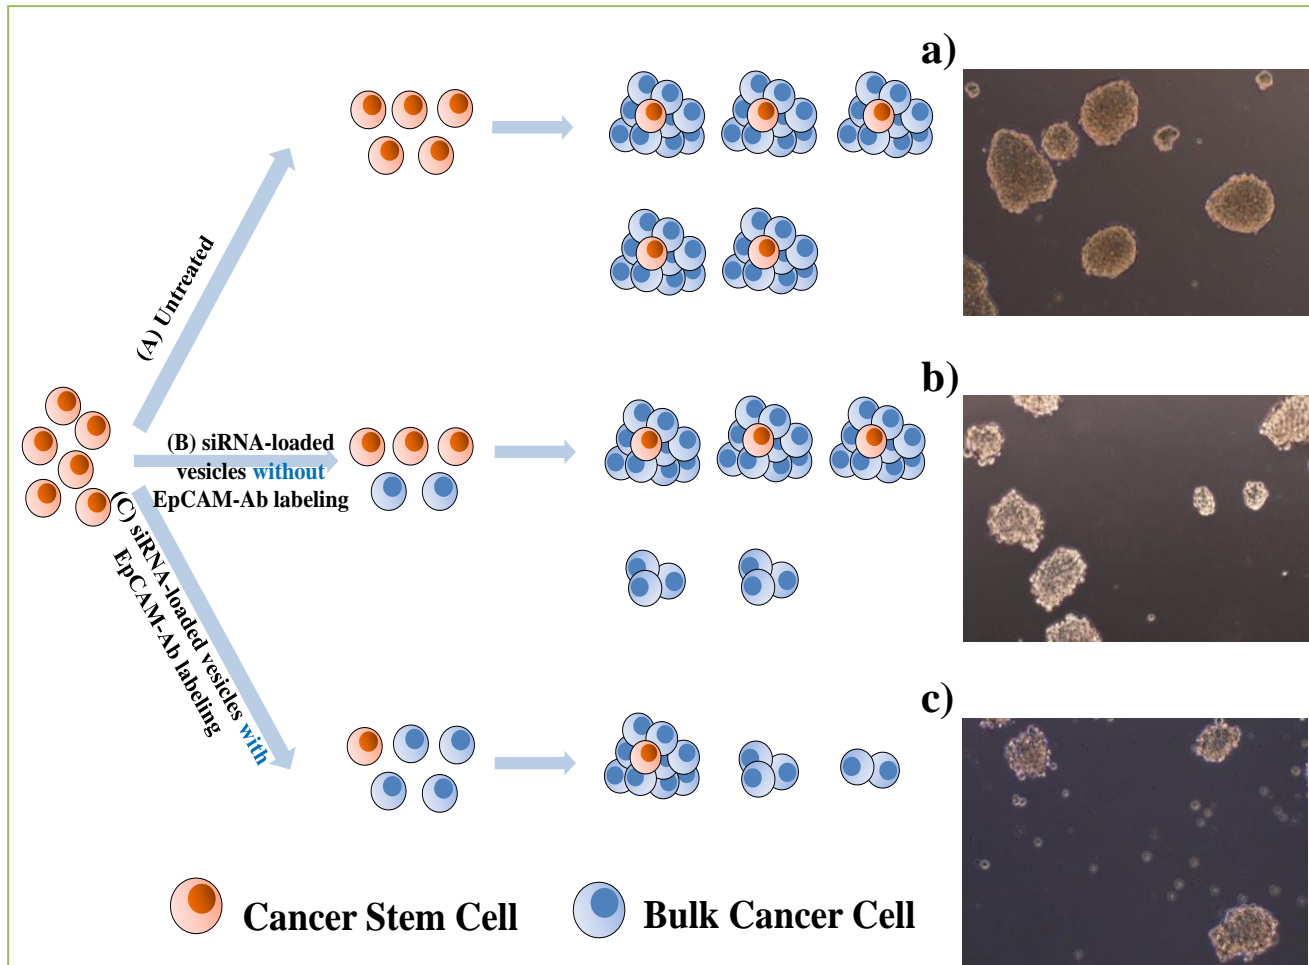 a)
(A) Untreated
b)
(B) siRNA-loaded
vesicles without
EpCAM-Ab labeling
(C) siRNA-loaded vesicles with
EpCAM-Ab labeling
c)
Cancer Stem Cell
Bulk Cancer Cell